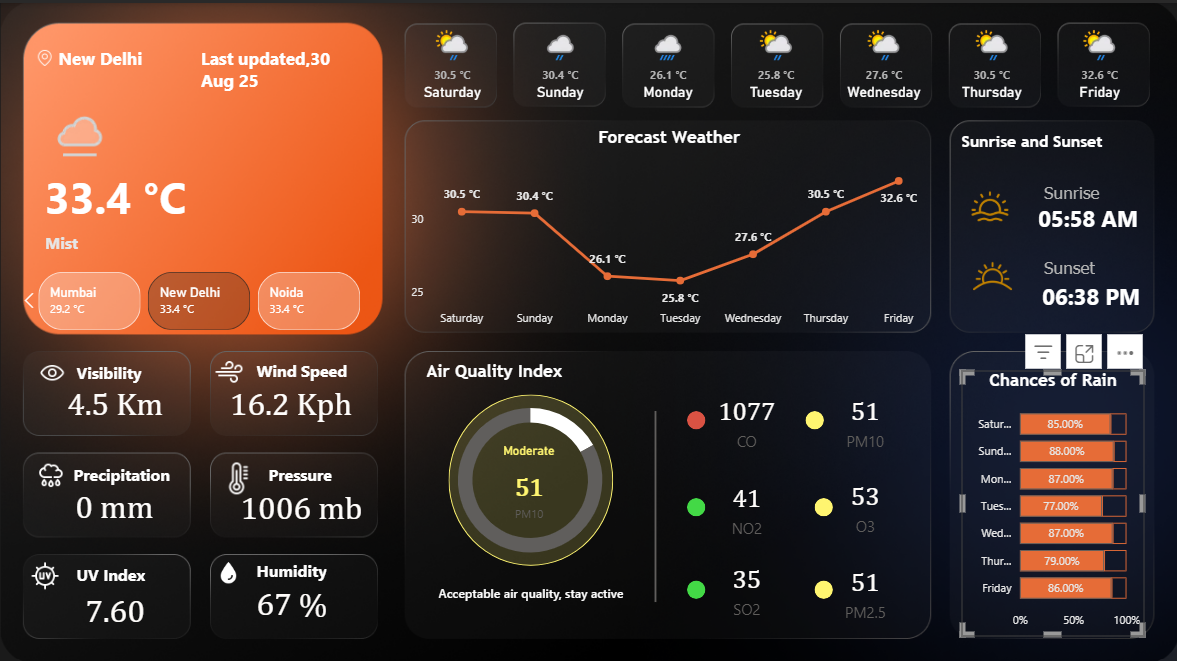 New Delhi
Last updated,30
Aug 25
33.4 °C
Mist
Mumbai
29.2 °C
New Delhi
33.4 °C
Noida
33.4 °C
30.5 °C
Saturday
30.4 °C
Sunday
26.1 °C
Monday
25.8 °C
Tuesday
27.6 °C
Wednesday
30.5 °C
Thursday
32.6 °C
Friday
Forecast Weather
30
25
30.5 °C
30.4 °C
26.1 °C
25.8 °C
27.6 °C
30.5 °C
32.6 °C
Saturday
Sunday
Monday
Tuesday
Wednesday
Thursday
Friday
Sunrise and Sunset
Sunrise
05:58 AM
Sunset
06:38 PM
Visibility
4.5 Km
Wind Speed
16.2 Kph
Precipitation
0 mm
Pressure
1006 mb
UV
UV Index
7.60
Humidity
67 %
Air Quality Index
Moderate
51
PM10
Acceptable air quality, stay active
1077
CO
51
PM10
41
NO2
53
O3
35
SO2
51
PM2.5
Chances of Rain
Satur... 85.00%
Sund... 88.00%
Mon... 87.00%
Tues... 77.00%
Wed... 87.00%
Thur... 79.00%
Friday 86.00%
0% 50% 100%